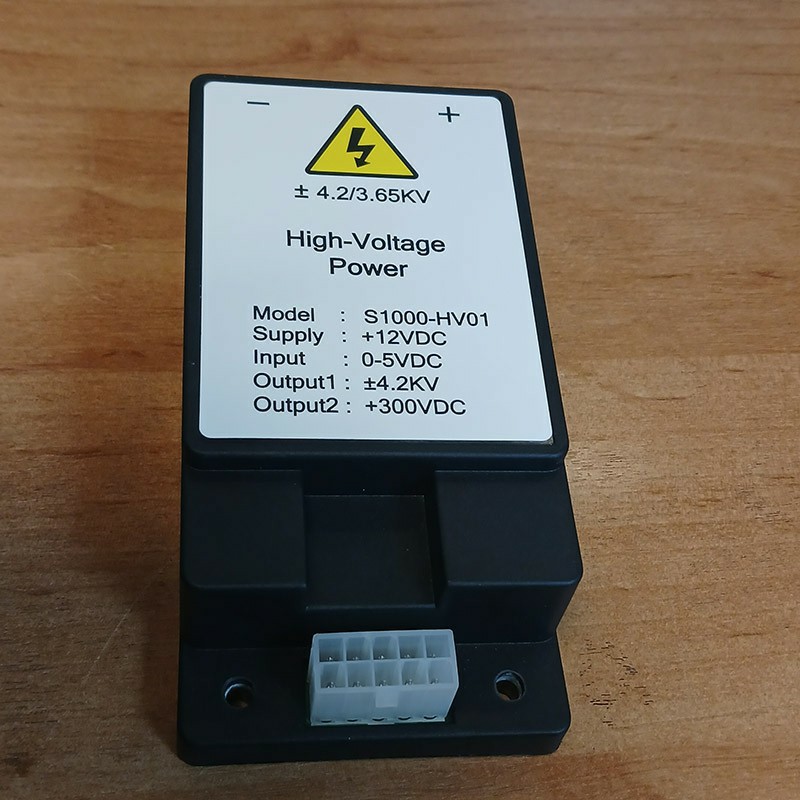 − +
± 4.2/3.65KV
High-Voltage
Power
Model : S1000-HV01
Supply : +12VDC
Input : 0-5VDC
Output1 : ±4.2KV
Output2 : +300VDC